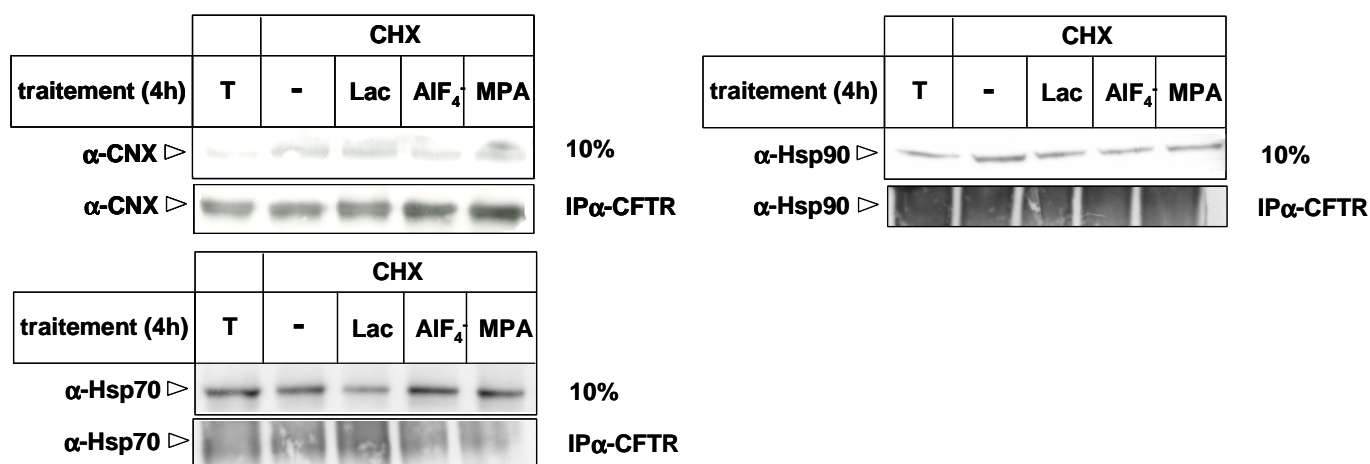 CHX
traitement (4h) T - Lac AlF4- MPA
α-CNX ▷ 10%
α-CNX ▷ IPα-CFTR
CHX
traitement (4h) T - Lac AlF4- MPA
α-Hsp90 ▷ 10%
α-Hsp90 ▷ IPα-CFTR
CHX
traitement (4h) T - Lac AlF4- MPA
α-Hsp70 ▷ 10%
α-Hsp70 ▷ IPα-CFTR